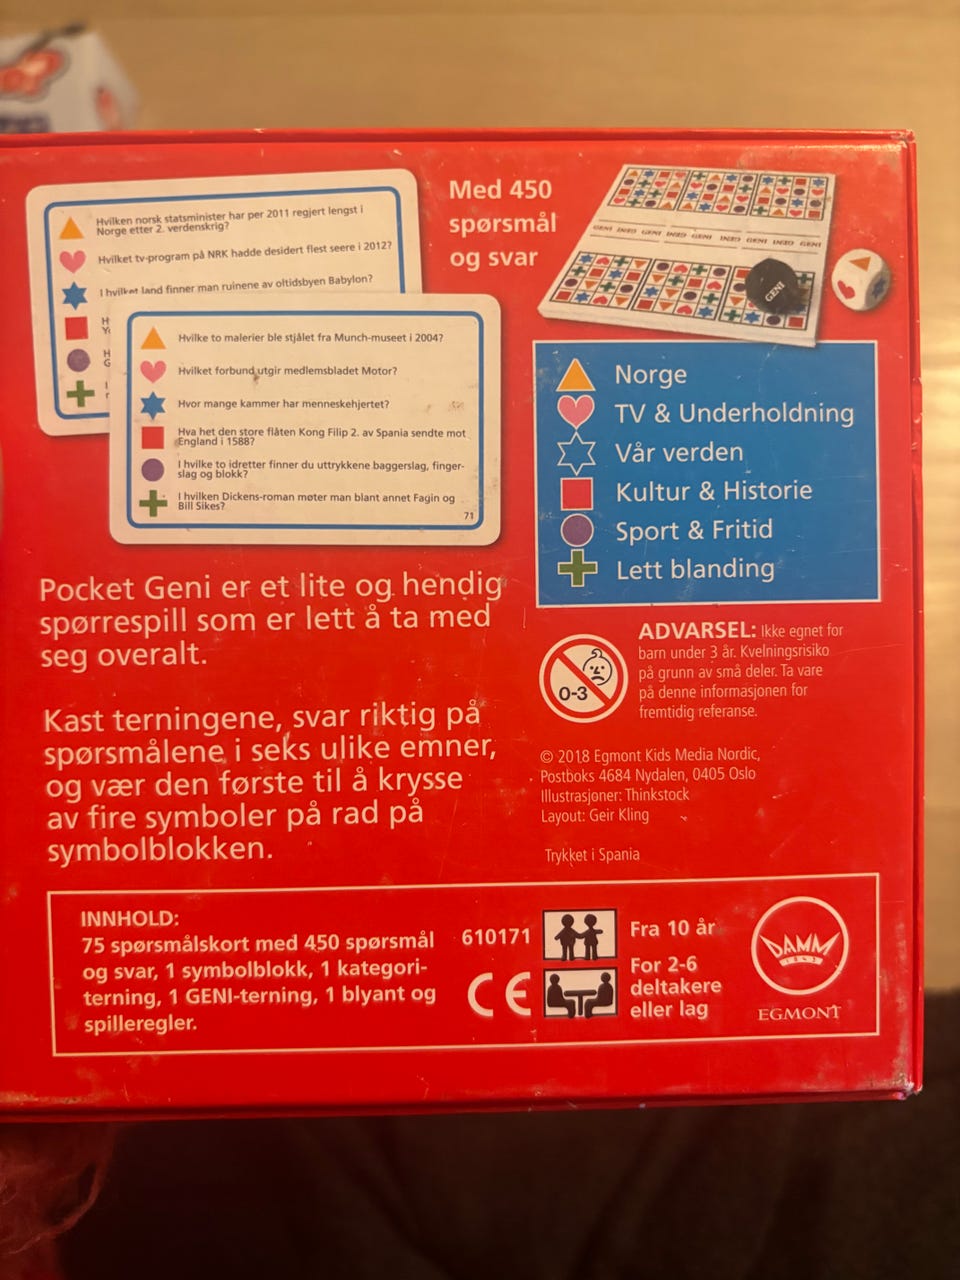 Hvilken norsk statsminister har per 2011 regjert lengst i
Norge etter 2. verdenskrig?
Hvilket tv-program på NRK hadde desidert flest seere i 2012?
I hvilket land finner man ruinene av oltidsbyen Babylon?
Hvilke to malerier ble stjålet fra Munch-museet i 2004?
Hvilket forbund utgir medlemsbladet Motor?
Hvor mange kammer har menneskehjertet?
Hva het den store flåten Kong Filip 2. av Spania sendte mot
England i 1588?
I hvilke to idretter finner du uttrykkene baggerslag, finger-
slag og blokk?
I hvilken Dickens-roman møter man blant annet Fagin og
Bill Sikes?
71
Med 450
spørsmål
og svar
GENI
Norge
TV & Underholdning
Vår verden
Kultur & Historie
Sport & Fritid
Lett blanding
Pocket Geni er et lite og hendig
spørrespill som er lett å ta med
seg overalt.
Kast terningene, svar riktig på
spørsmålene i seks ulike emner,
og vær den første til å krysse
av fire symboler på rad på
symbolblokken.
0-3
ADVARSEL: Ikke egnet for
barn under 3 år. Kvelningsrisiko
på grunn av små deler. Ta vare
på denne informasjonen for
fremtidig referanse.
© 2018 Egmont Kids Media Nordic,
Postboks 4684 Nydalen, 0405 Oslo
Illustrasjoner: Thinkstock
Layout: Geir Kling
Trykket i Spania
INNHOLD:
75 spørsmålskort med 450 spørsmål
og svar, 1 symbolblokk, 1 kategori-
terning, 1 GENI-terning, 1 blyant og
spilleregler.
610171
CE
Fra 10 år
For 2-6
deltakere
eller lag
DAMM
1843
EGMONT